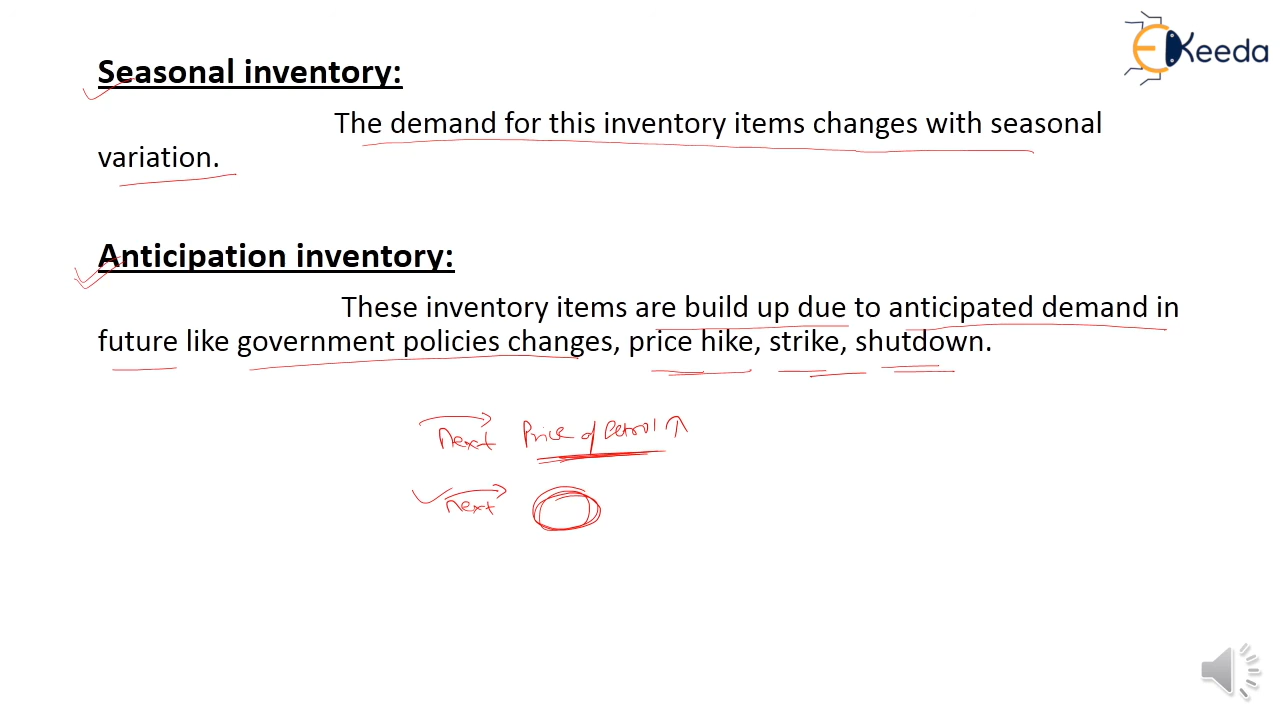 EKeeda
Seasonal inventory:
The demand for this inventory items changes with seasonal
variation.
Anticipation inventory:
These inventory items are build up due to anticipated demand in
future like government policies changes, price hike, strike, shutdown.
next Price of Petrol ↑
next